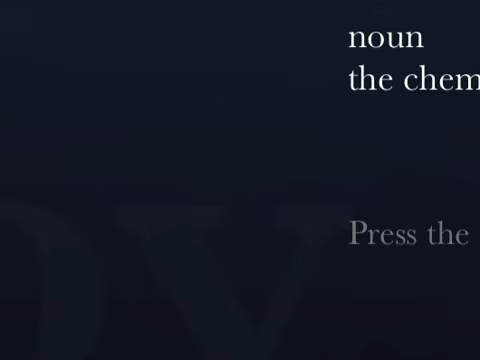 noun
the chem
Press the